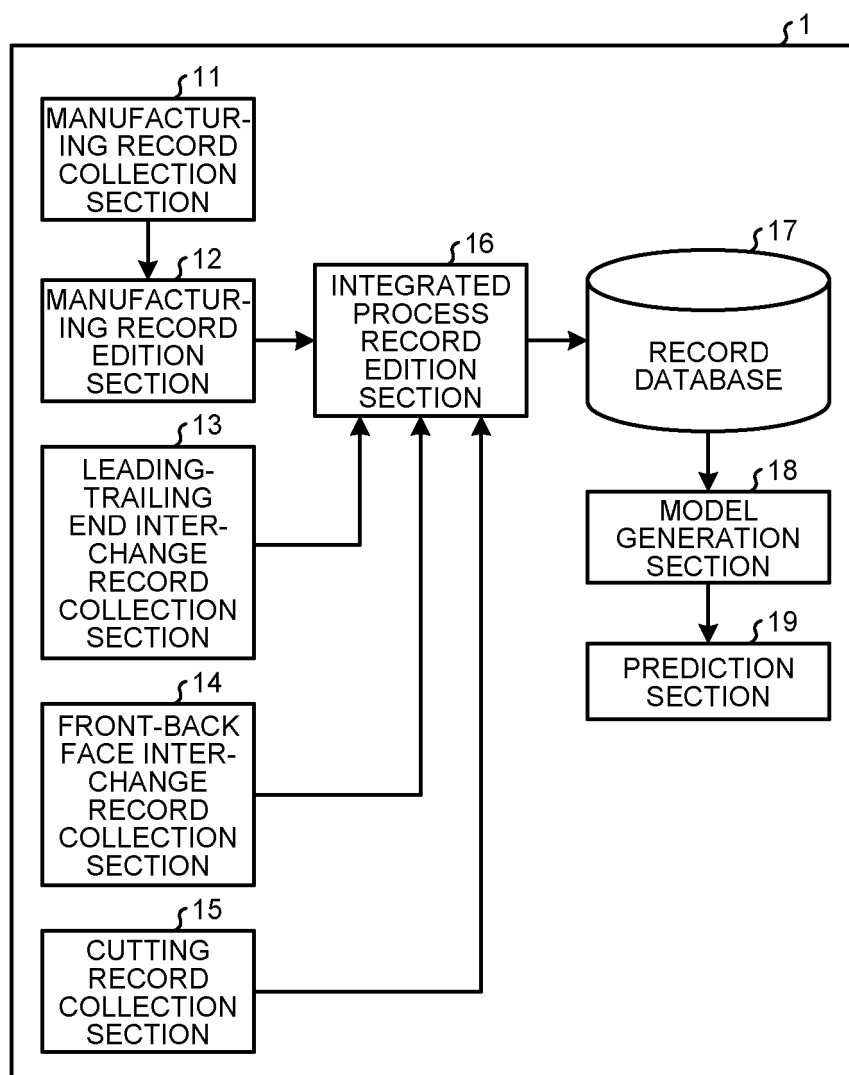 1
11
MANUFACTUR-
ING RECORD
COLLECTION
SECTION
12
MANUFACTUR-
ING RECORD
EDITION
SECTION
13
LEADING-
TRAILING
END INTER-
CHANGE
RECORD
COLLECTION
SECTION
14
FRONT-BACK
FACE INTER-
CHANGE
RECORD
COLLECTION
SECTION
15
CUTTING
RECORD
COLLECTION
SECTION
16
INTEGRATED
PROCESS
RECORD
EDITION
SECTION
17
RECORD
DATABASE
18
MODEL
GENERATION
SECTION
19
PREDICTION
SECTION